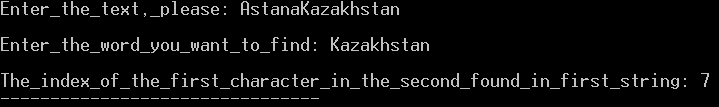 Enter_the_text,_please: AstanaKazakhstan
Enter_the_word_you_want_to_find: Kazakhstan
The_index_of_the_first_character_in_the_second_found_in_first_string: 7
--------------------------------